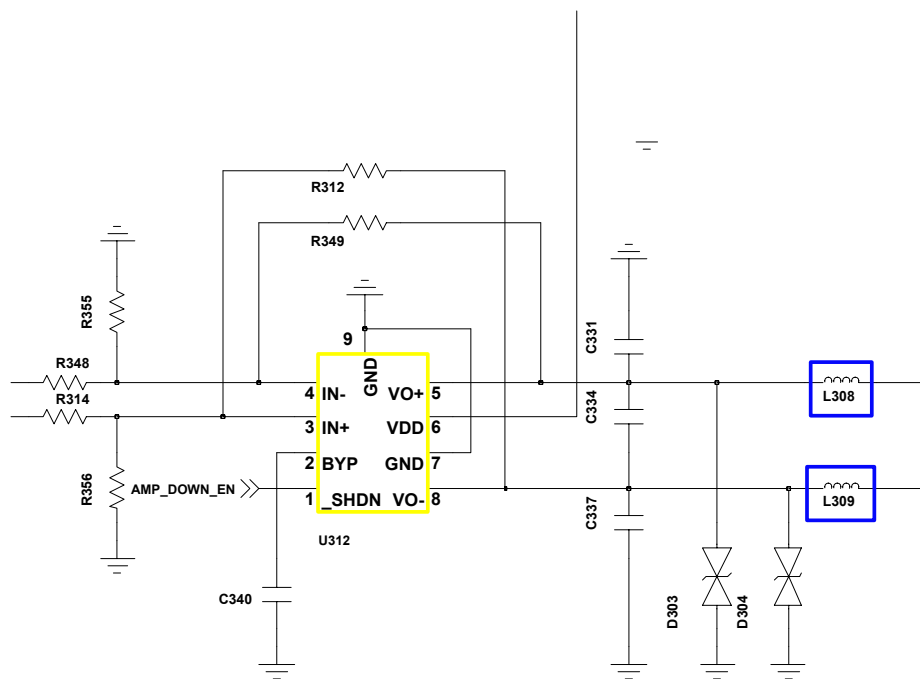 R312
R349
R355
C331
9
GND
R348
4 IN- VO+ 5
L308
R314
C334
3 IN+ VDD 6
2 BYP GND 7
R356
AMP_DOWN_EN
1 _SHDN VO- 8
C337
L309
U312
C340
D303
D304